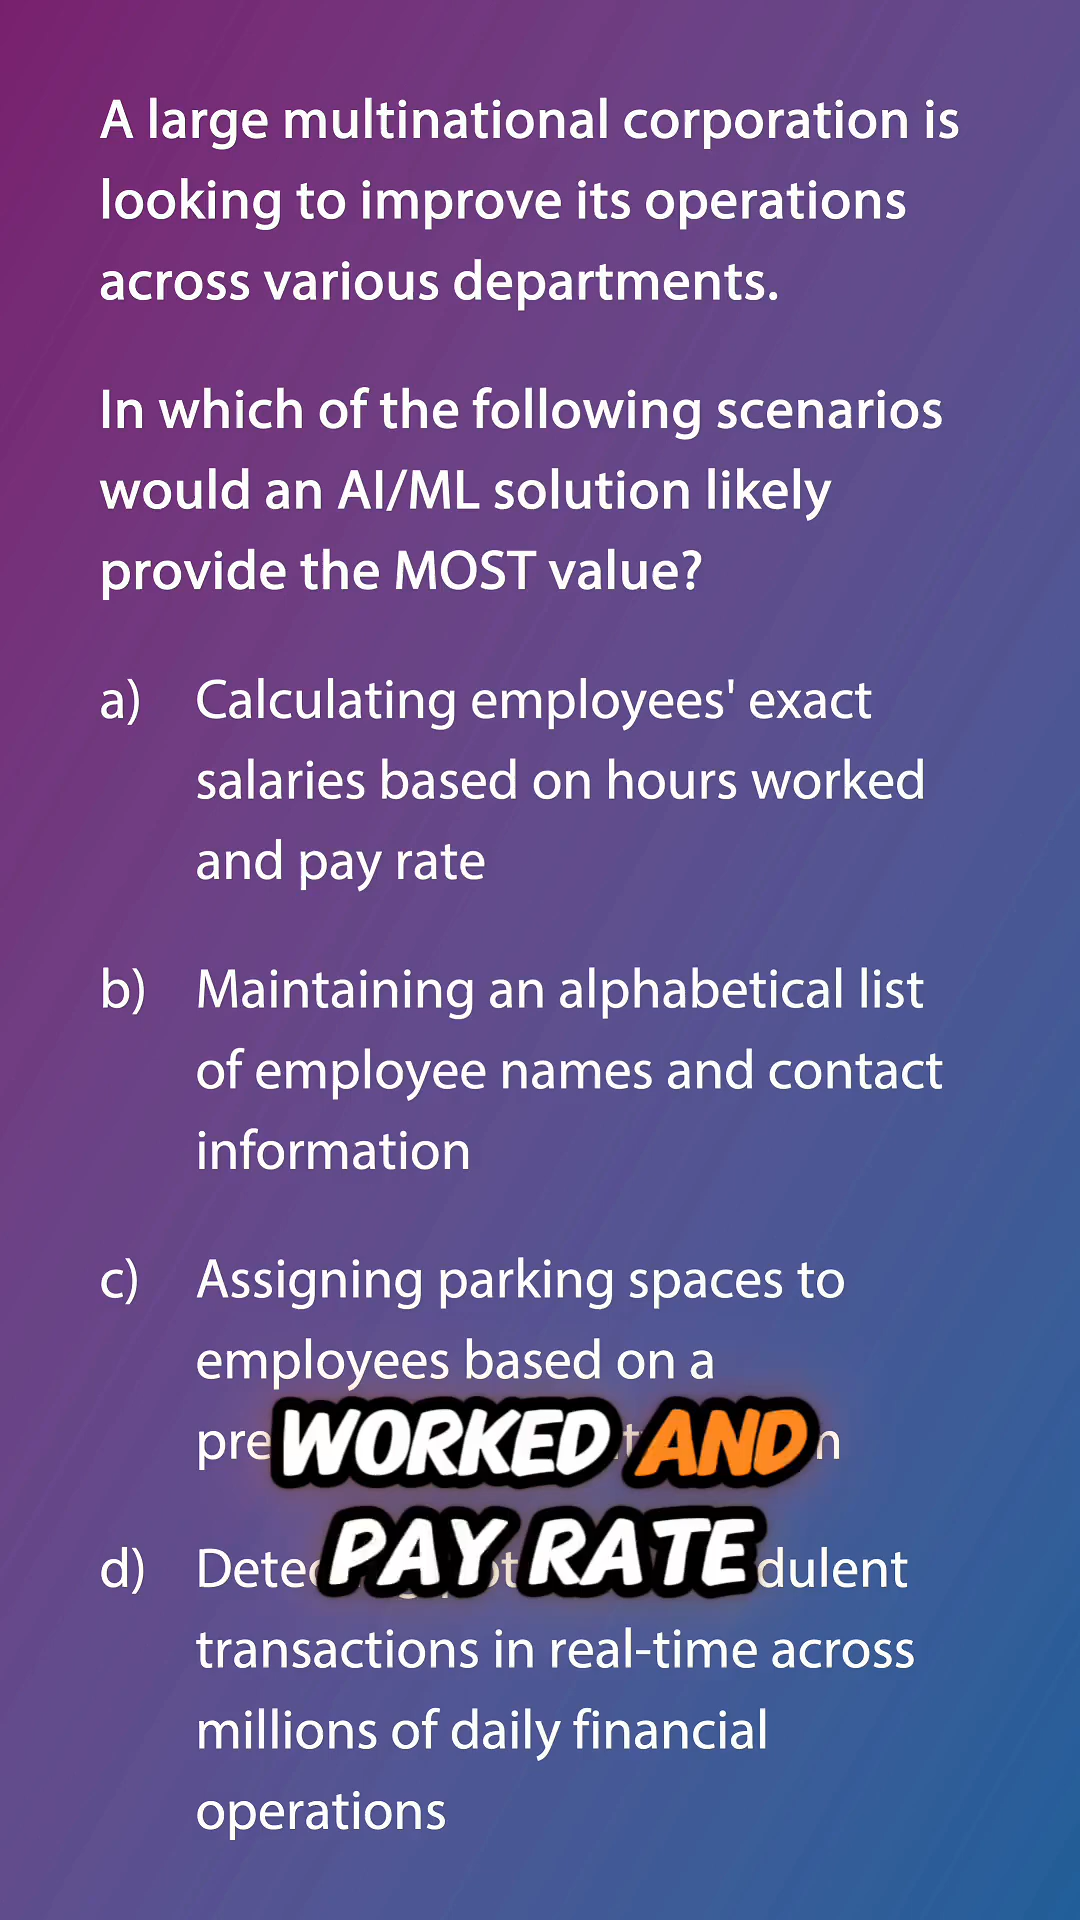 A large multinational corporation is
looking to improve its operations
across various departments.
In which of the following scenarios
would an AI/ML solution likely
provide the MOST value?
a) Calculating employees' exact
salaries based on hours worked
and pay rate
b) Maintaining an alphabetical list
of employee names and contact
information
c) Assigning parking spaces to
employees based on a
WORKED AND
PAY RATE
d)
transactions in real-time across
millions of daily financial
operations